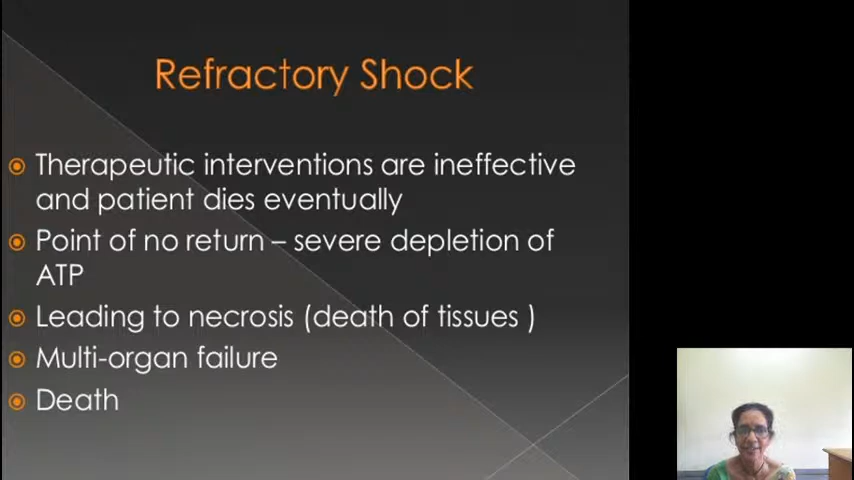 Refractory Shock
Therapeutic interventions are ineffective
and patient dies eventually
Point of no return – severe depletion of
ATP
Leading to necrosis (death of tissues )
Multi-organ failure
Death